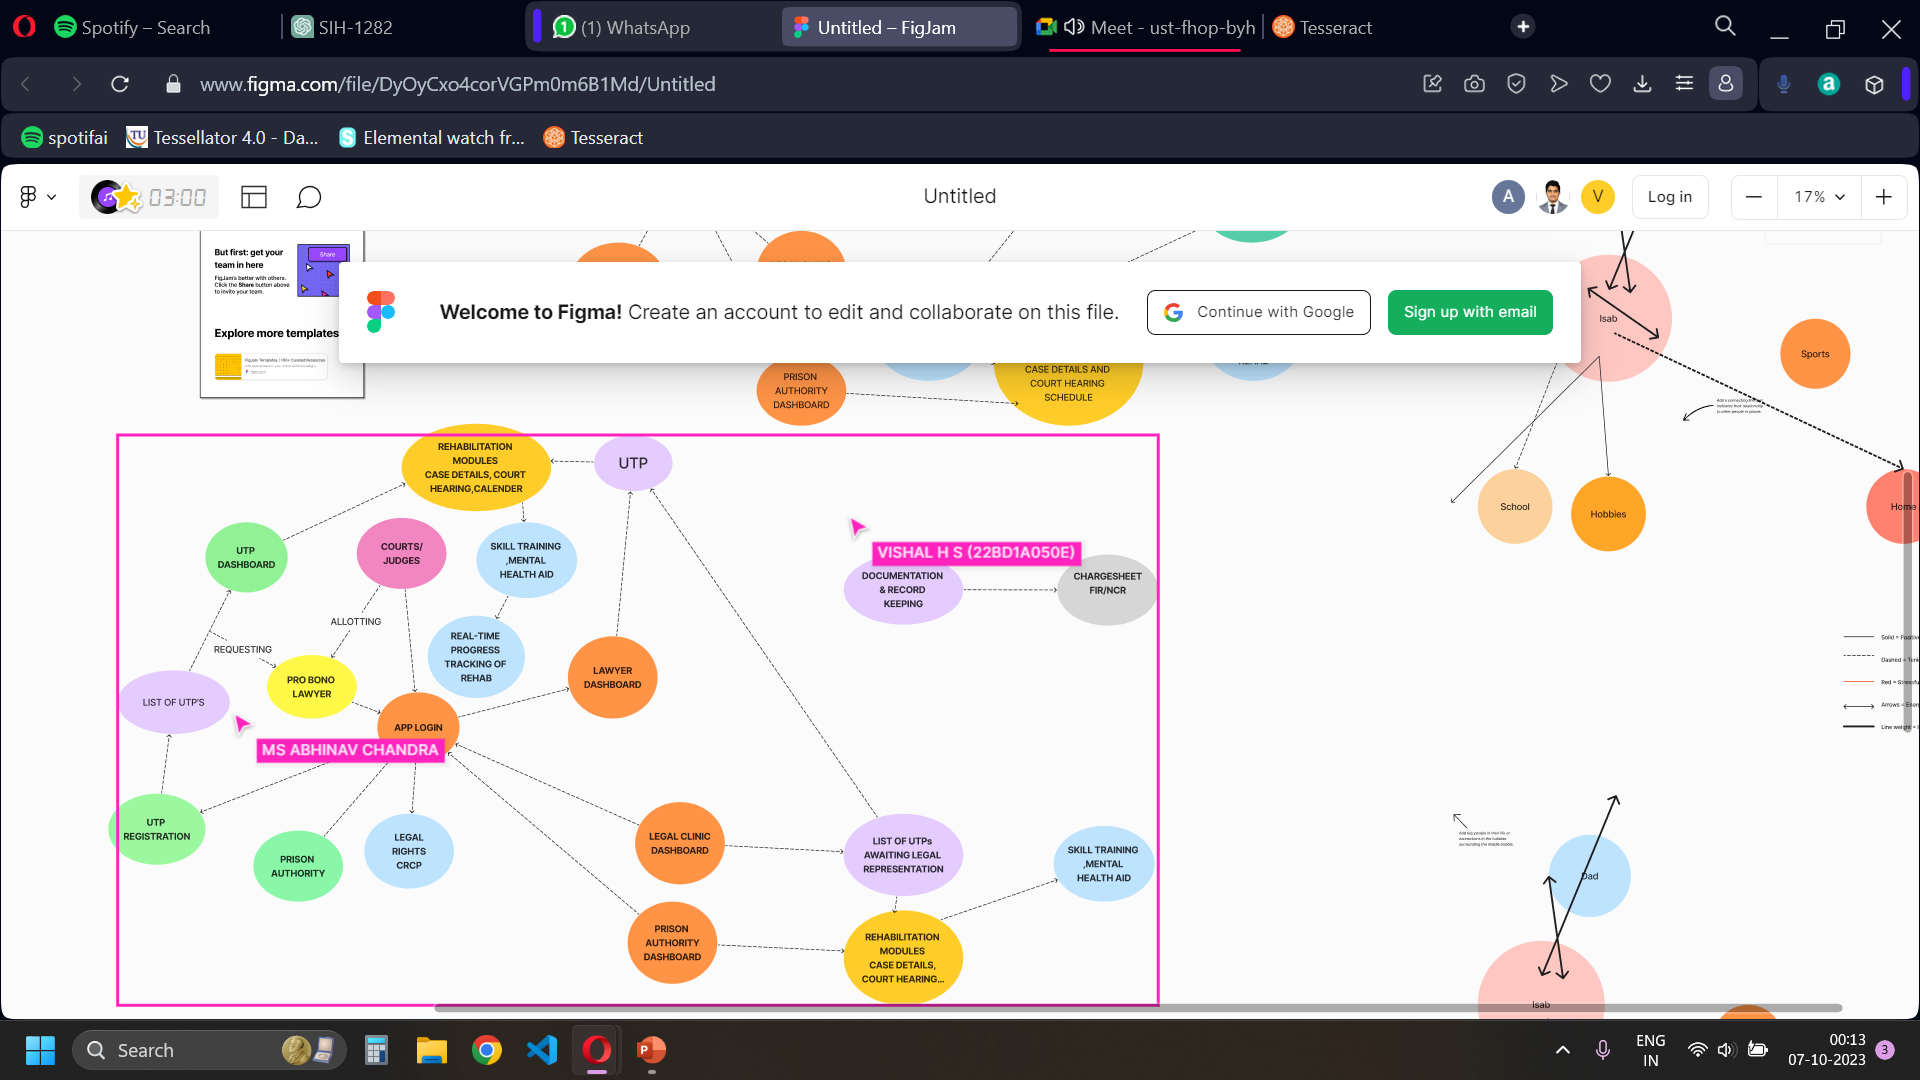 Spotify – Search
SIH-1282
(1) WhatsApp
Untitled – FigJam
Meet - ust-fhop-byh
Tesseract
www.figma.com/file/DyOyCxo4corVGPm0m6B1Md/Untitled
spotifai
Tessellator 4.0 - Da...
Elemental watch fr...
Tesseract
03:00
Untitled
A
V
Log in
17%
But first: get your
team in here
FigJam's better with others.
Click the Share button above
to invite your team.
Share
Explore more templates
Welcome to Figma! Create an account to edit and collaborate on this file.
Continue with Google
Sign up with email
PRISON
AUTHORITY
DASHBOARD
CASE DETAILS AND
COURT HEARING
SCHEDULE
Isab
Sports
School
Hobbies
Home
REHABILITATION
MODULES
CASE DETAILS, COURT
HEARING,CALENDER
UTP
UTP
DASHBOARD
COURTS/
JUDGES
SKILL TRAINING
,MENTAL
HEALTH AID
VISHAL H S (22BD1A050E)
DOCUMENTATION
& RECORD
KEEPING
CHARGESHEET
FIR/NCR
ALLOTTING
REQUESTING
REAL-TIME
PROGRESS
TRACKING OF
REHAB
PRO BONO
LAWYER
LAWYER
DASHBOARD
LIST OF UTP'S
APP LOGIN
MS ABHINAV CHANDRA
UTP
REGISTRATION
PRISON
AUTHORITY
LEGAL
RIGHTS
CRCP
LEGAL CLINIC
DASHBOARD
LIST OF UTPs
AWAITING LEGAL
REPRESENTATION
SKILL TRAINING
,MENTAL
HEALTH AID
PRISON
AUTHORITY
DASHBOARD
REHABILITATION
MODULES
CASE DETAILS,
COURT HEARING...
Solid = Positive
Dashed =
Red = Stressful
Arrows =
Line weight =
Dad
Isab
Search
ENG
IN
00:13
07-10-2023
3